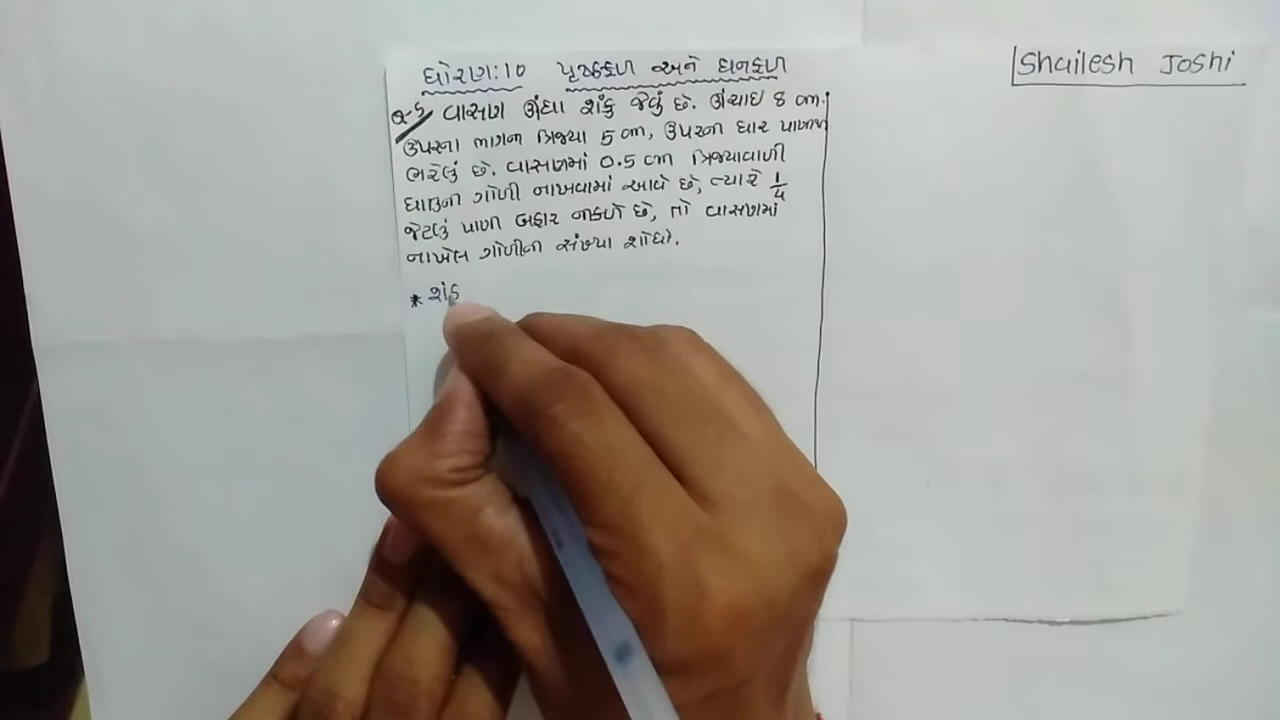 ધોરણ:10 પૃષ્ઠફળ અને ઘનફળ
Shailesh Joshi
Q-5 વાસણ ઊંધા શંકુ જેવું છે. ઊંચાઇ 8 cm.
ઉપરના ભાગની ત્રિજ્યા 5 cm, ઉપરની ધાર પાણીથી
ભરેલું છે. વાસણમાં 0.5 cm ત્રિજ્યાવાળી
ધાતુની ગોળી નાખવામાં આવે છે, ત્યારે 1/4
જેટલું પાણી બહાર નીકળે છે, તો વાસણમાં
નાખેલ ગોળીની સંખ્યા શોધો.
* શંક